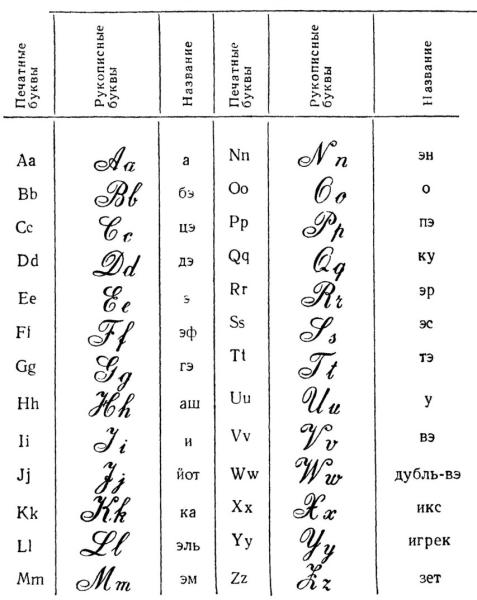 Печатные буквы Рукописные буквы Название Печатные буквы Рукописные буквы Название
Aa Aa а Nn Nn эн
Bb Bb бэ Oo Oo о
Cc Cc цэ Pp Pp пэ
Dd Dd дэ Qq Qq ку
Ee Ee э Rr Rr эр
Ff Ff эф Ss Ss эс
Gg Gg гэ Tt Tt тэ
Hh Hh аш Uu Uu у
Ii Ii и Vv Vv вэ
Jj Jj йот Ww Ww дубль-вэ
Kk Kk ка Xx Xx икс
Ll Ll эль Yy Yy игрек
Mm Mm эм Zz Zz зет